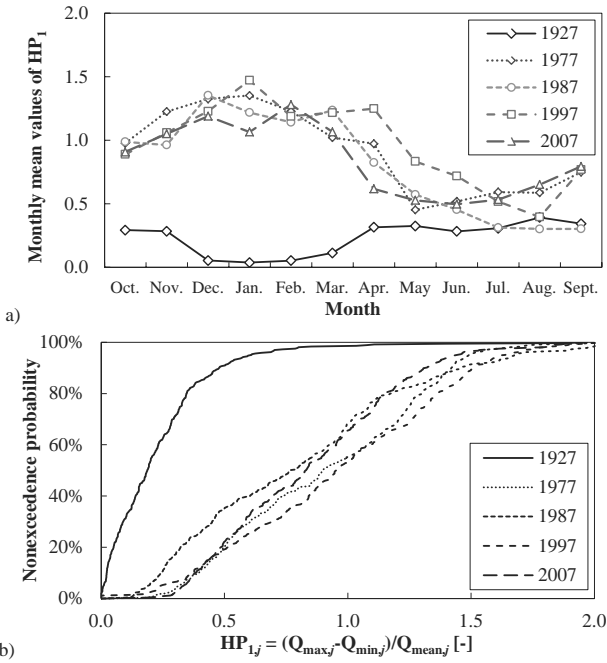 a)
Monthly mean values of HP1
2.0
1.5
1.0
0.5
0.0
1927
1977
1987
1997
2007
Oct. Nov. Dec. Jan. Feb. Mar. Apr. May Jun. Jul. Aug. Sept.
Month
b)
Nonexceedence probability
100%
80%
60%
40%
20%
0%
1927
1977
1987
1997
2007
0.0 0.5 1.0 1.5 2.0
HP1,j = (Qmax,j-Qmin,j)/Qmean,j [-]